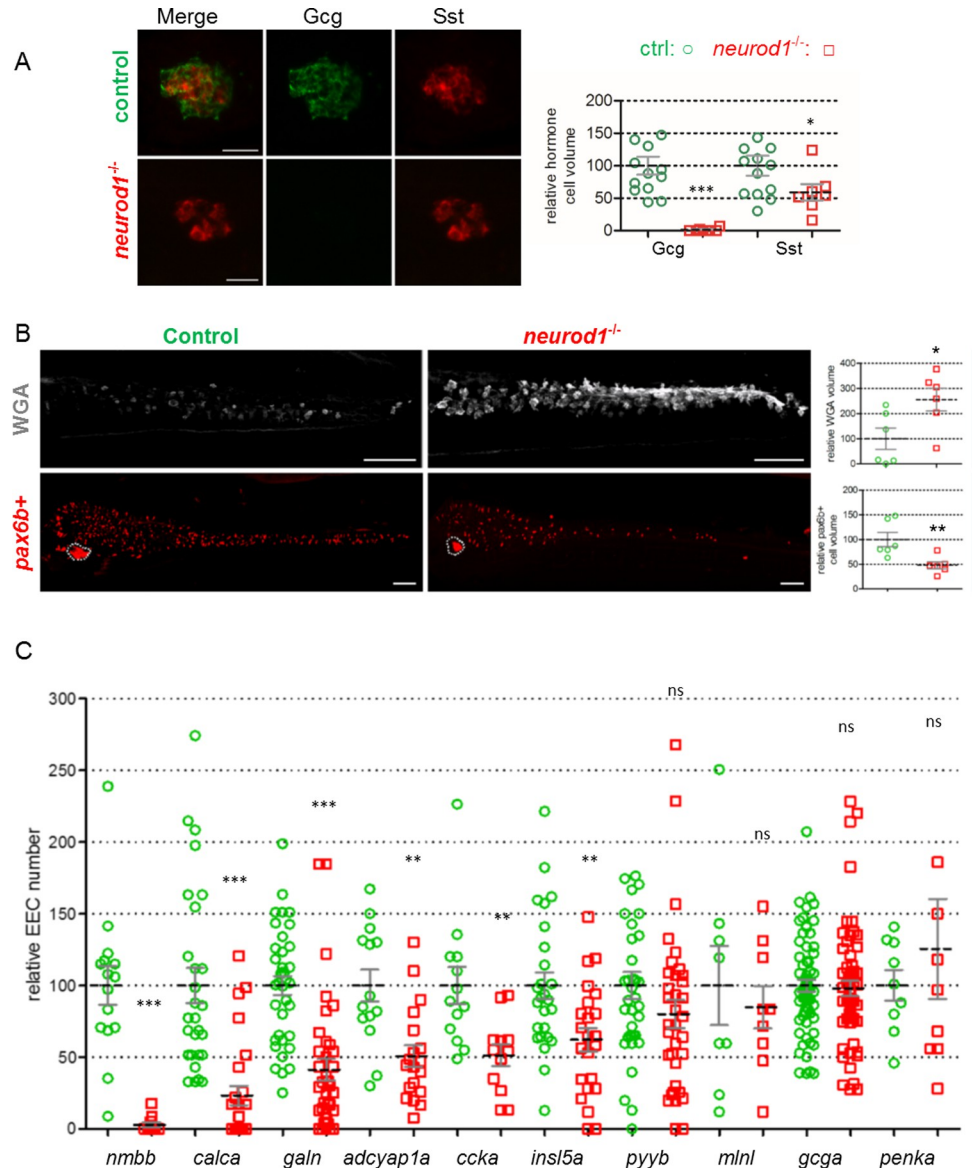 A
Merge Gcg Sst
control
neurod1-/-
ctrl: ○ neurod1-/-: □
relative hormone
cell volume
200
150
100
50
0
***
*
Gcg Sst
B
Control neurod1-/-
WGA
pax6b+
relative WGA volume
400
300
200
100
0
*
relative pax6b+
cell volume
200
150
100
50
0
**
C
relative EEC number
300
250
200
150
100
50
0
*** *** *** ** ** ** ns ns ns ns
nmbb calca galn adcyap1a ccka insl5a pyyb mlnl gcga penka